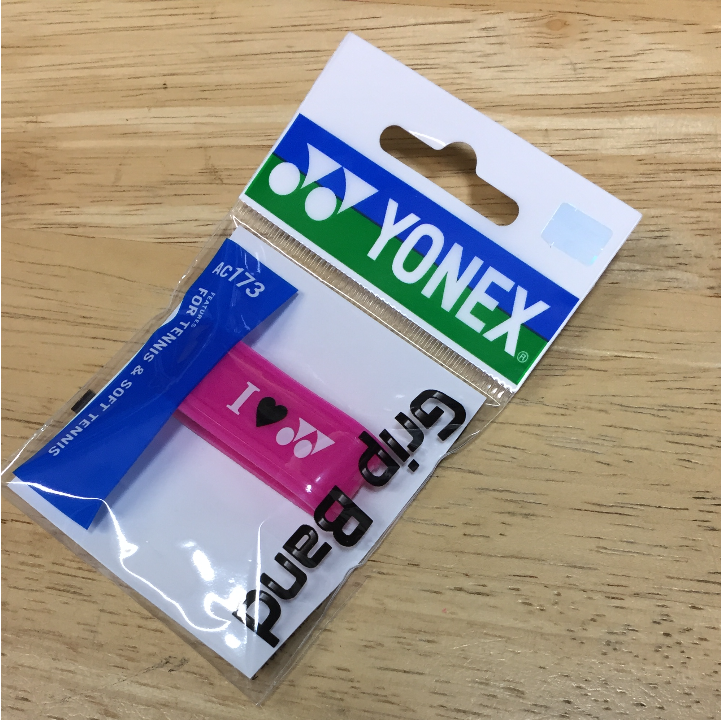 YONEX®
AC173
FEATURES
FOR TENNIS & SOFT TENNIS
I ♥
Grip Band